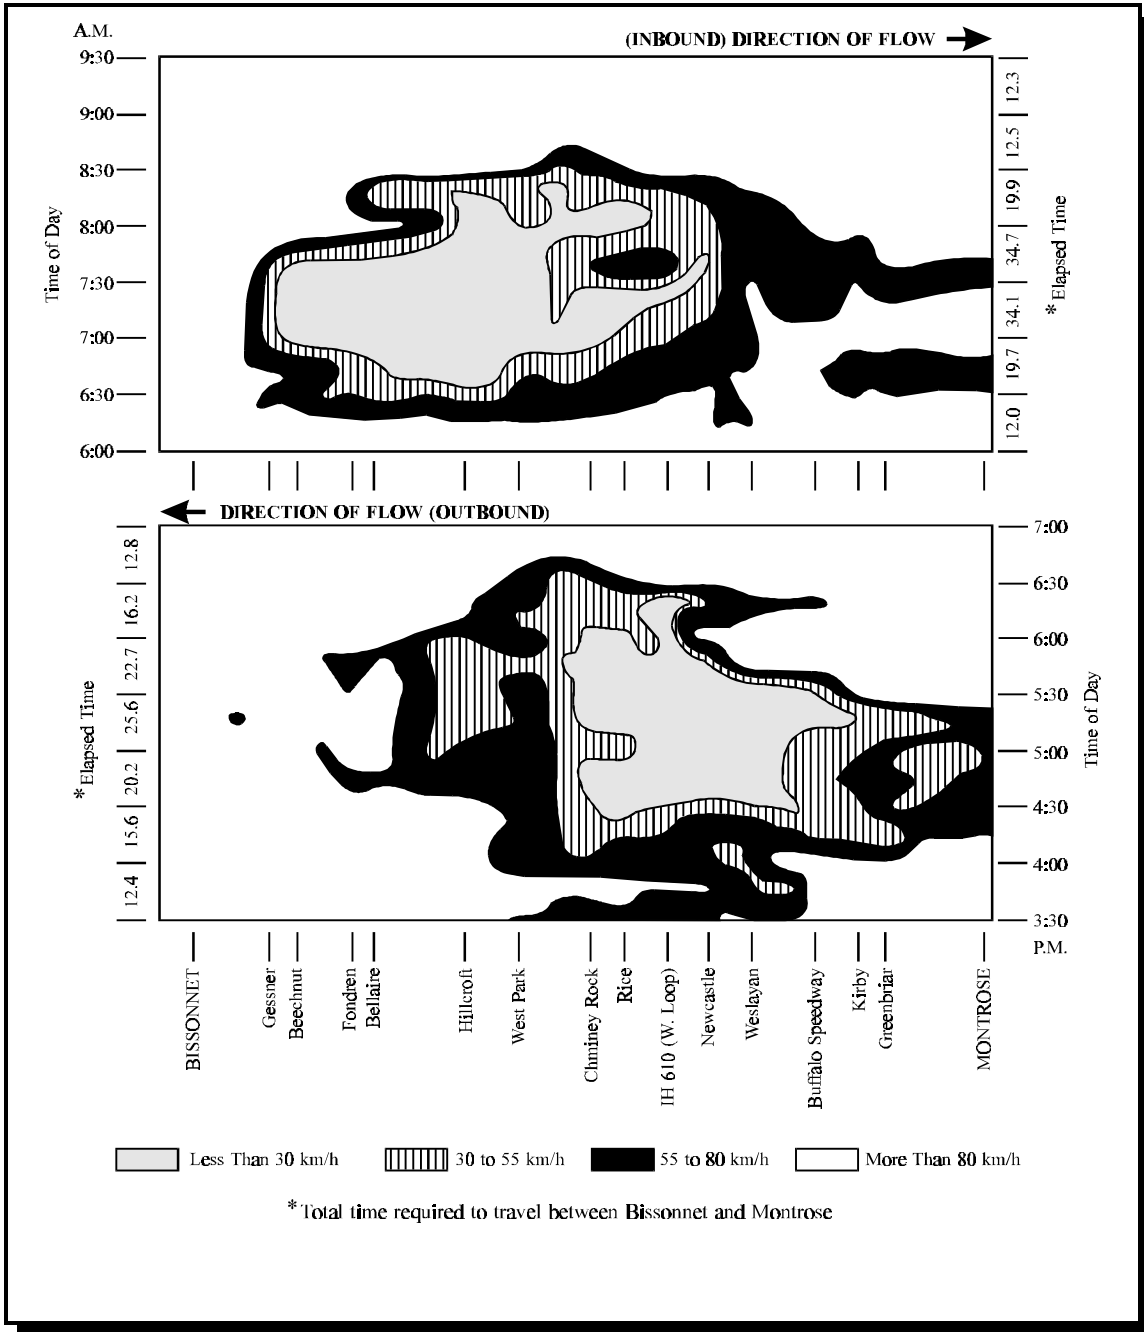 A.M.
(INBOUND) DIRECTION OF FLOW
9:30
9:00
8:30
8:00
7:30
7:00
6:30
6:00
Time of Day
12.3
12.5
19.9
34.7
34.1
19.7
12.0
*Elapsed Time
DIRECTION OF FLOW (OUTBOUND)
12.8
16.2
22.7
25.6
20.2
15.6
12.4
*Elapsed Time
7:00
6:30
6:00
5:30
5:00
4:30
4:00
3:30
P.M.
Time of Day
BISSONNET
Gessner
Beechnut
Fondren
Bellaire
Hillcroft
West Park
Chminey Rock
Rice
IH 610 (W. Loop)
Newcastle
Weslayan
Buffalo Speedway
Kirby
Greenbriar
MONTROSE
Less Than 30 km/h 30 to 55 km/h 55 to 80 km/h More Than 80 km/h
*Total time required to travel between Bissonnet and Montrose